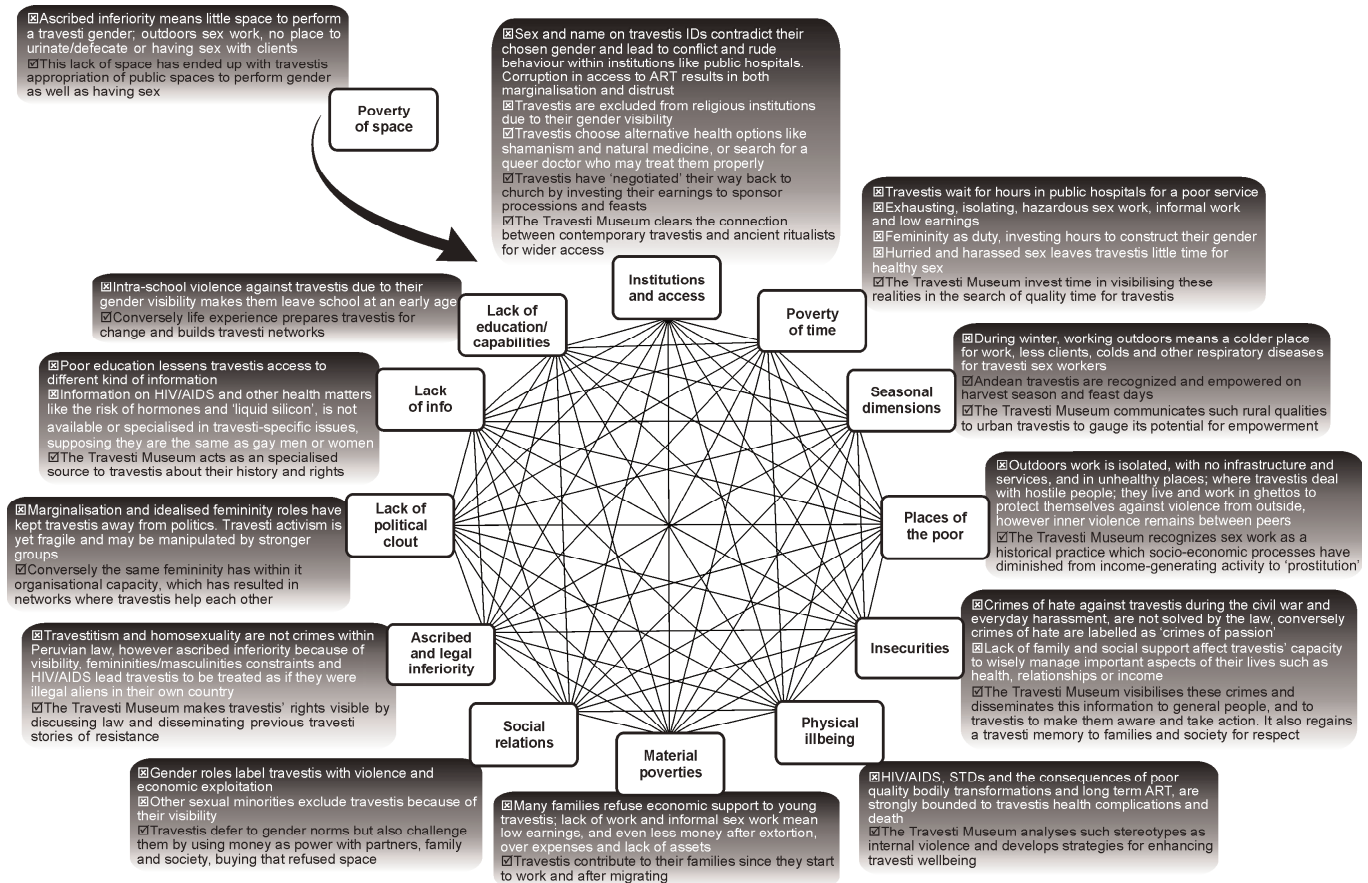 ☒Ascribed inferiority means little space to perform
a travesti gender; outdoors sex work, no place to
urinate/defecate or having sex with clients
☑This lack of space has ended up with travestis
appropriation of public spaces to perform gender
as well as having sex
Poverty
of space
☒Sex and name on travestis IDs contradict their
chosen gender and lead to conflict and rude
behaviour within institutions like public hospitals.
Corruption in access to ART results in both
marginalisation and distrust
☒Travestis are excluded from religious institutions
due to their gender visibility
☑Travestis choose alternative health options like
shamanism and natural medicine, or search for a
queer doctor who may treat them properly
☑Travestis have ‘negotiated’ their way back to
church by investing their earnings to sponsor
processions and feasts
☑The Travesti Museum clears the connection
between contemporary travestis and ancient ritualists
for wider access
Institutions
and access
☒Travestis wait for hours in public hospitals for a poor service
☒Exhausting, isolating, hazardous sex work, informal work
and low earnings
☒Femininity as duty, investing hours to construct their gender
☒Hurried and harassed sex leaves travestis little time for
healthy sex
☑The Travesti Museum invest time in visibilising these
realities in the search of quality time for travestis
Poverty
of time
☒Intra-school violence against travestis due to their
gender visibility makes them leave school at an early age
☑Conversely life experience prepares travestis for
change and builds travesti networks
Lack of
education/
capabilities
☒During winter, working outdoors means a colder place
for work, less clients, colds and other respiratory diseases
for travesti sex workers
☑Andean travestis are recognized and empowered on
harvest season and feast days
☑The Travesti Museum communicates such rural qualities
to urban travestis to gauge its potential for empowerment
Seasonal
dimensions
☒Poor education lessens travestis access to
different kind of information
☒Information on HIV/AIDS and other health matters
like the risk of hormones and ‘liquid silicon’, is not
available or specialised in travesti-specific issues,
supposing they are the same as gay men or women
☑The Travesti Museum acts as an specialised
source to travestis about their history and rights
Lack
of info
☒Outdoors work is isolated, with no infrastructure and
services, and in unhealthy places; where travestis deal
with hostile people; they live and work in ghettos to
protect themselves against violence from outside,
however inner violence remains between peers
☑The Travesti Museum recognizes sex work as a
historical practice which socio-economic processes have
diminished from income-generating activity to ‘prostitution’
Places of
the poor
☒Marginalisation and idealised femininity roles have
kept travestis away from politics. Travesti activism is
yet fragile and may be manipulated by stronger
groups
☑Conversely the same femininity has within it
organisational capacity, which has resulted in
networks where travestis help each other
Lack of
political
clout
☒Crimes of hate against travestis during the civil war and
everyday harassment, are not solved by the law, conversely
crimes of hate are labelled as ‘crimes of passion’
☒Lack of family and social support affect travestis’ capacity
to wisely manage important aspects of their lives such as
health, relationships or income
☑The Travesti Museum visibilises these crimes and
disseminates this information to general people, and to
travestis to make them aware and take action. It also regains
a travesti memory to families and society for respect
Insecurities
☒Travestitism and homosexuality are not crimes within
Peruvian law, however ascribed inferiority because of
visibility, femininities/masculinities constraints and
HIV/AIDS lead travestis to be treated as if they were
illegal aliens in their own country
☑The Travesti Museum makes travestis’ rights visible by
discussing law and disseminating previous travesti
stories of resistance
Ascribed
and legal
inferiority
Social
relations
☒Gender roles label travestis with violence and
economic exploitation
☒Other sexual minorities exclude travestis because of
their visibility
☑Travestis defer to gender norms but also challenge
them by using money as power with partners, family
and society, buying that refused space
Material
poverties
☒Many families refuse economic support to young
travestis; lack of work and informal sex work mean
low earnings, and even less money after extortion,
over expenses and lack of assets
☑Travestis contribute to their families since they start
to work and after migrating
Physical
illbeing
☒HIV/AIDS, STDs and the consequences of poor
quality bodily transformations and long term ART, are
strongly bounded to travestis health complications and
death
☑The Travesti Museum analyses such stereotypes as
internal violence and develops strategies for enhancing
travesti wellbeing